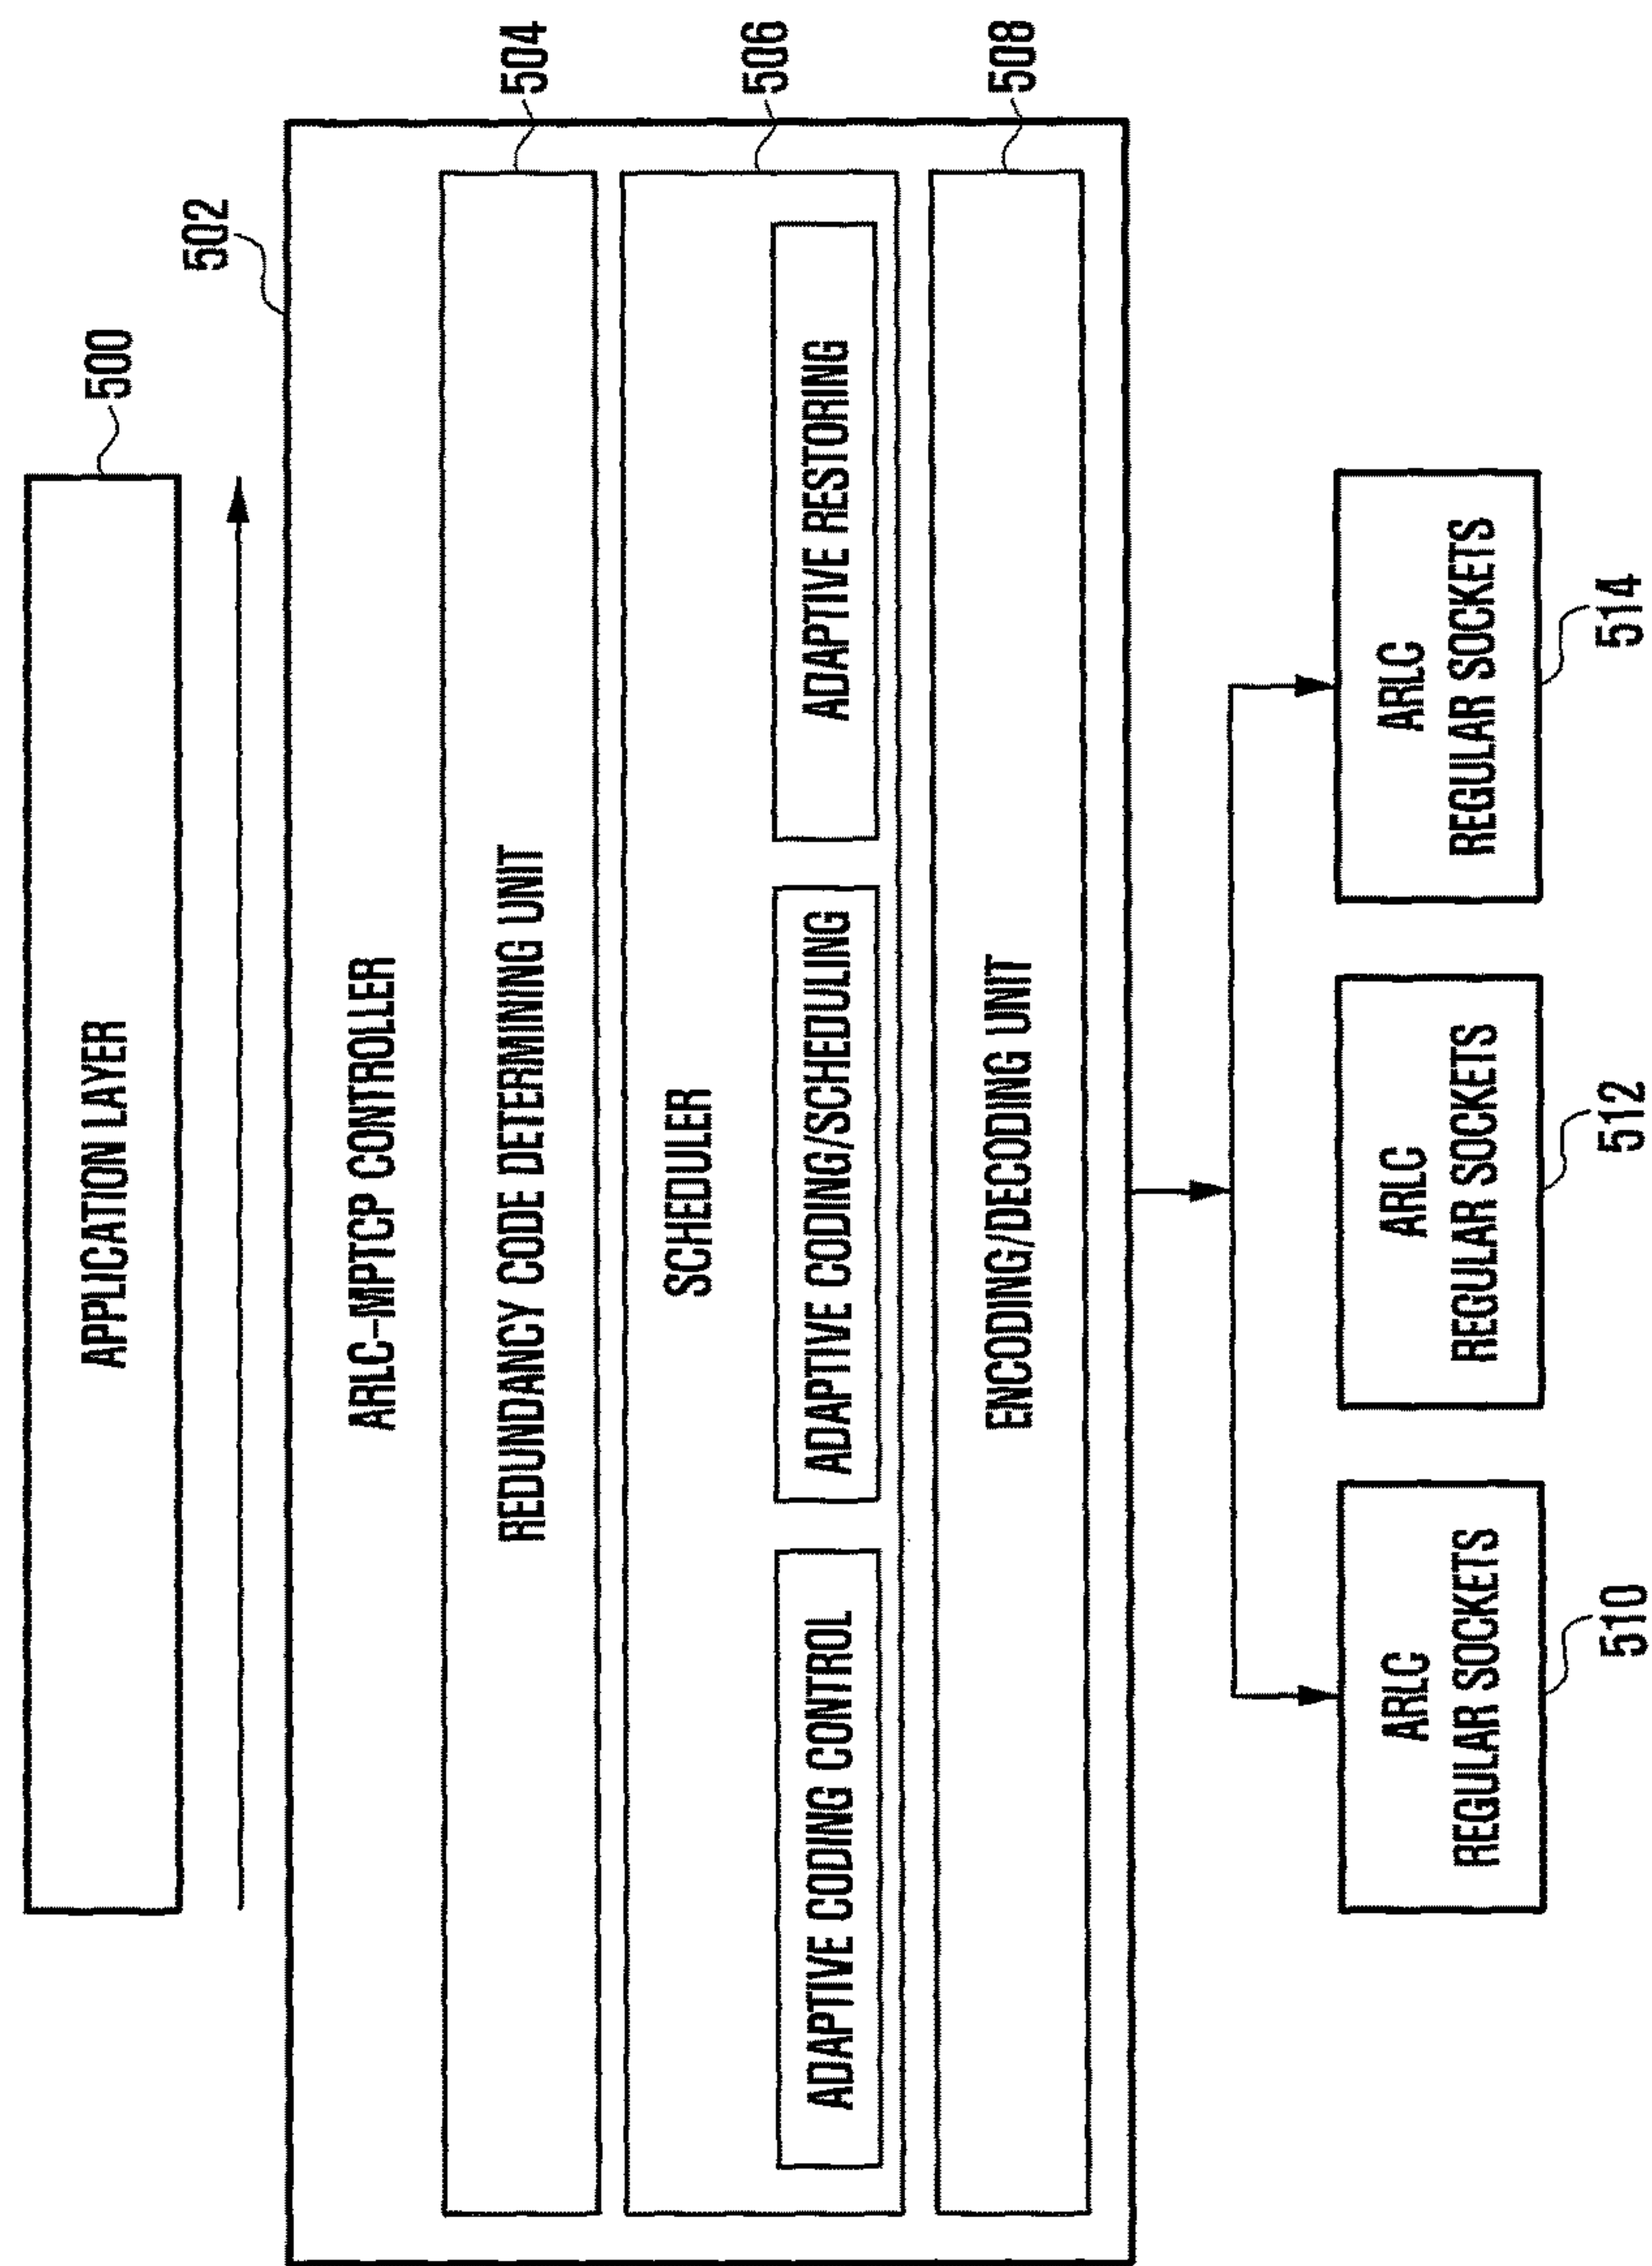 APPLICATION LAYER
500
502
ARLC-MPTCP CONTROLLER
504
REDUNDANCY CODE DETERMINING UNIT
506
SCHEDULER
ADAPTIVE CODING CONTROL
ADAPTIVE CODING/SCHEDULING
ADAPTIVE RESTORING
508
ENCODING/DECODING UNIT
ARLC
REGULAR SOCKETS
510
ARLC
REGULAR SOCKETS
512
ARLC
REGULAR SOCKETS
514